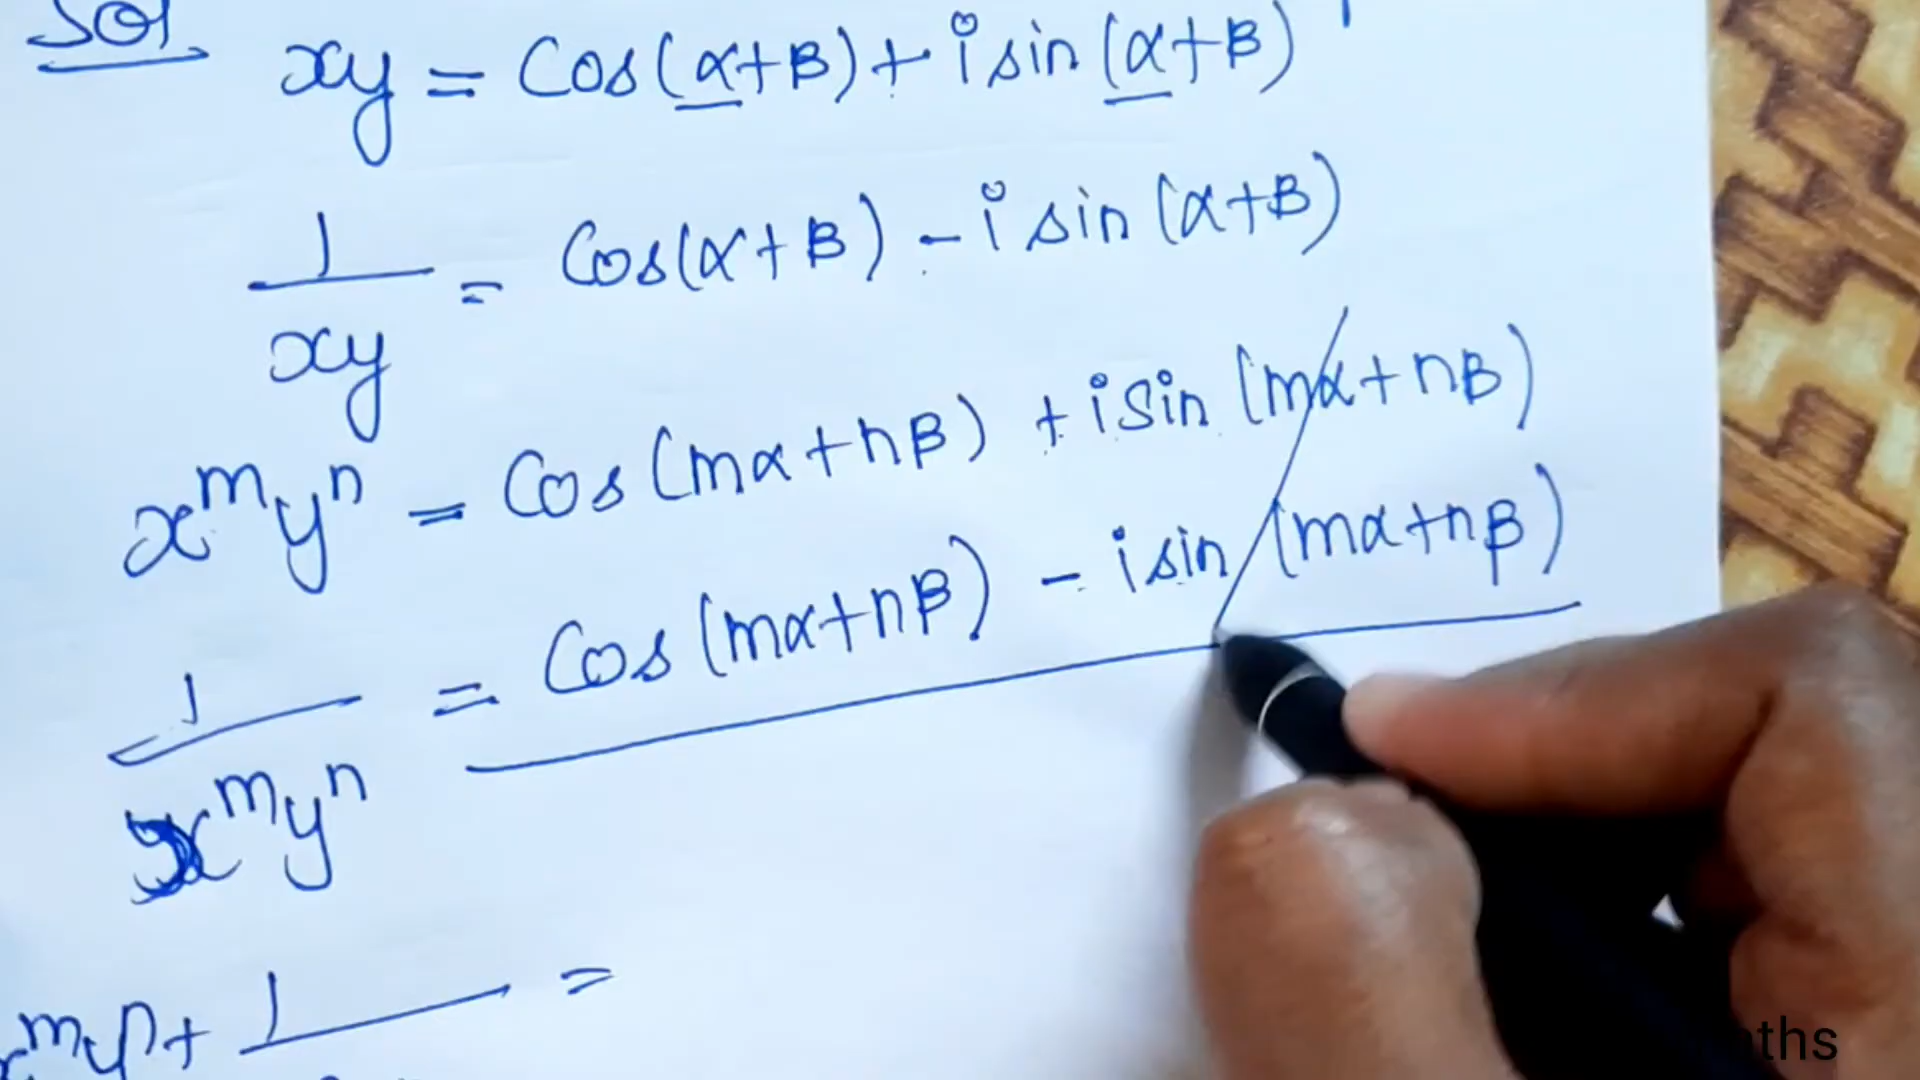 Sol
xy = Cos(α+β) + i sin (α+β)
1/xy = Cos(α+β) - i sin (α+β)
x^m y^n = Cos (mα+nβ) + i sin (mα+nβ)
1/x^m y^n = Cos (mα+nβ) - i sin (mα+nβ)
x^m y^n + 1/ =